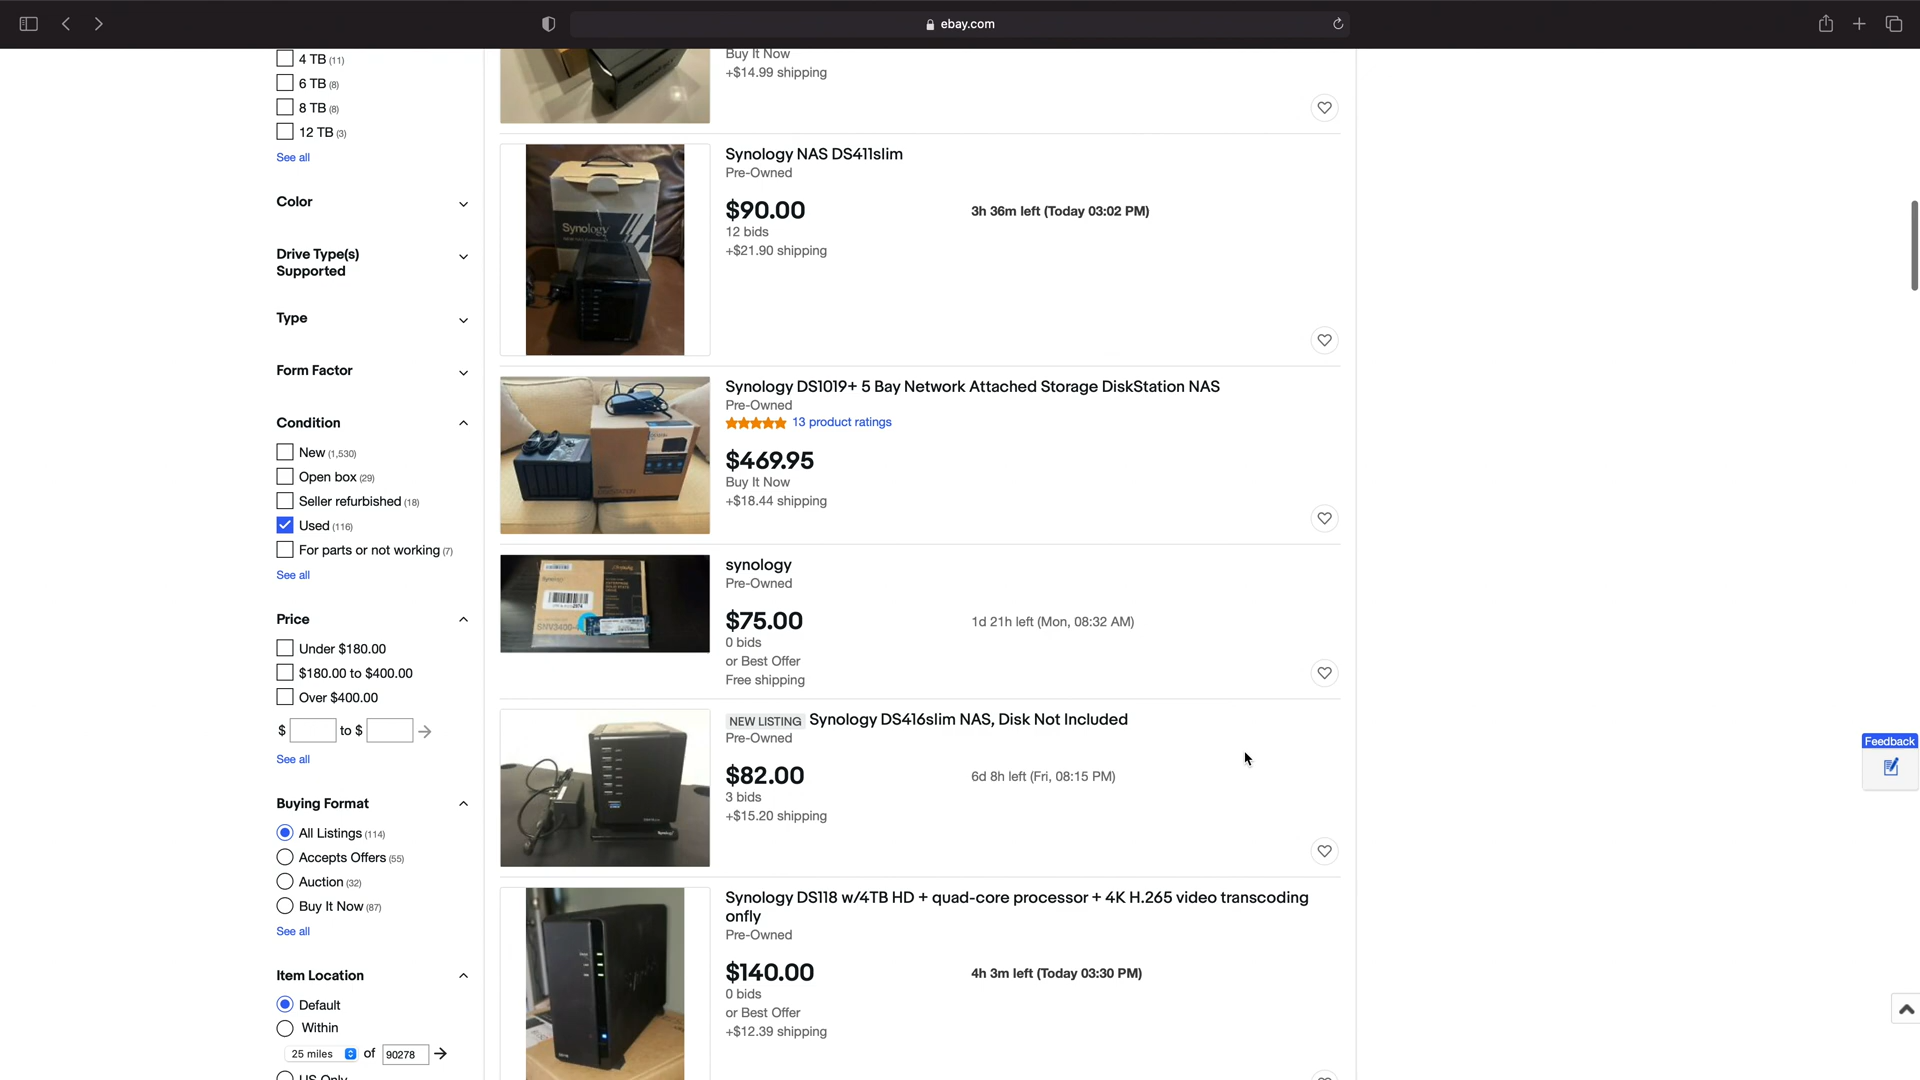 ebay.com
4 TB (11)
6 TB (8)
8 TB (8)
12 TB (3)
See all
Color
Drive Type(s)
Supported
Type
Form Factor
Condition
New (1,530)
Open box (29)
Seller refurbished (18)
Used (116)
For parts or not working (7)
See all
Price
Under $180.00
$180.00 to $400.00
Over $400.00
$ to $
See all
Buying Format
All Listings (114)
Accepts Offers (55)
Auction (32)
Buy It Now (87)
See all
Item Location
Default
Within
25 miles of 90278
US Only
Buy It Now
+$14.99 shipping
Synology NAS DS411slim
Pre-Owned
$90.00
3h 36m left (Today 03:02 PM)
12 bids
+$21.90 shipping
Synology
Synology DS1019+ 5 Bay Network Attached Storage DiskStation NAS
Pre-Owned
13 product ratings
$469.95
Buy It Now
+$18.44 shipping
synology
Pre-Owned
$75.00
1d 21h left (Mon, 08:32 AM)
0 bids
or Best Offer
Free shipping
NEW LISTING Synology DS416slim NAS, Disk Not Included
Pre-Owned
$82.00
6d 8h left (Fri, 08:15 PM)
3 bids
+$15.20 shipping
Synology DS118 w/4TB HD + quad-core processor + 4K H.265 video transcoding
onfly
Pre-Owned
$140.00
4h 3m left (Today 03:30 PM)
0 bids
or Best Offer
+$12.39 shipping
Feedback